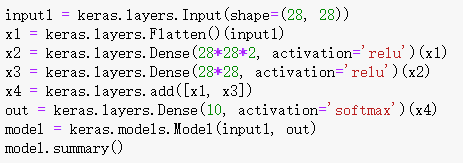 input1 = keras.layers.Input(shape=(28, 28))
x1 = keras.layers.Flatten()(input1)
x2 = keras.layers.Dense(28*28*2, activation='relu')(x1)
x3 = keras.layers.Dense(28*28, activation='relu')(x2)
x4 = keras.layers.add([x1, x3])
out = keras.layers.Dense(10, activation='softmax')(x4)
model = keras.models.Model(input1, out)
model.summary()